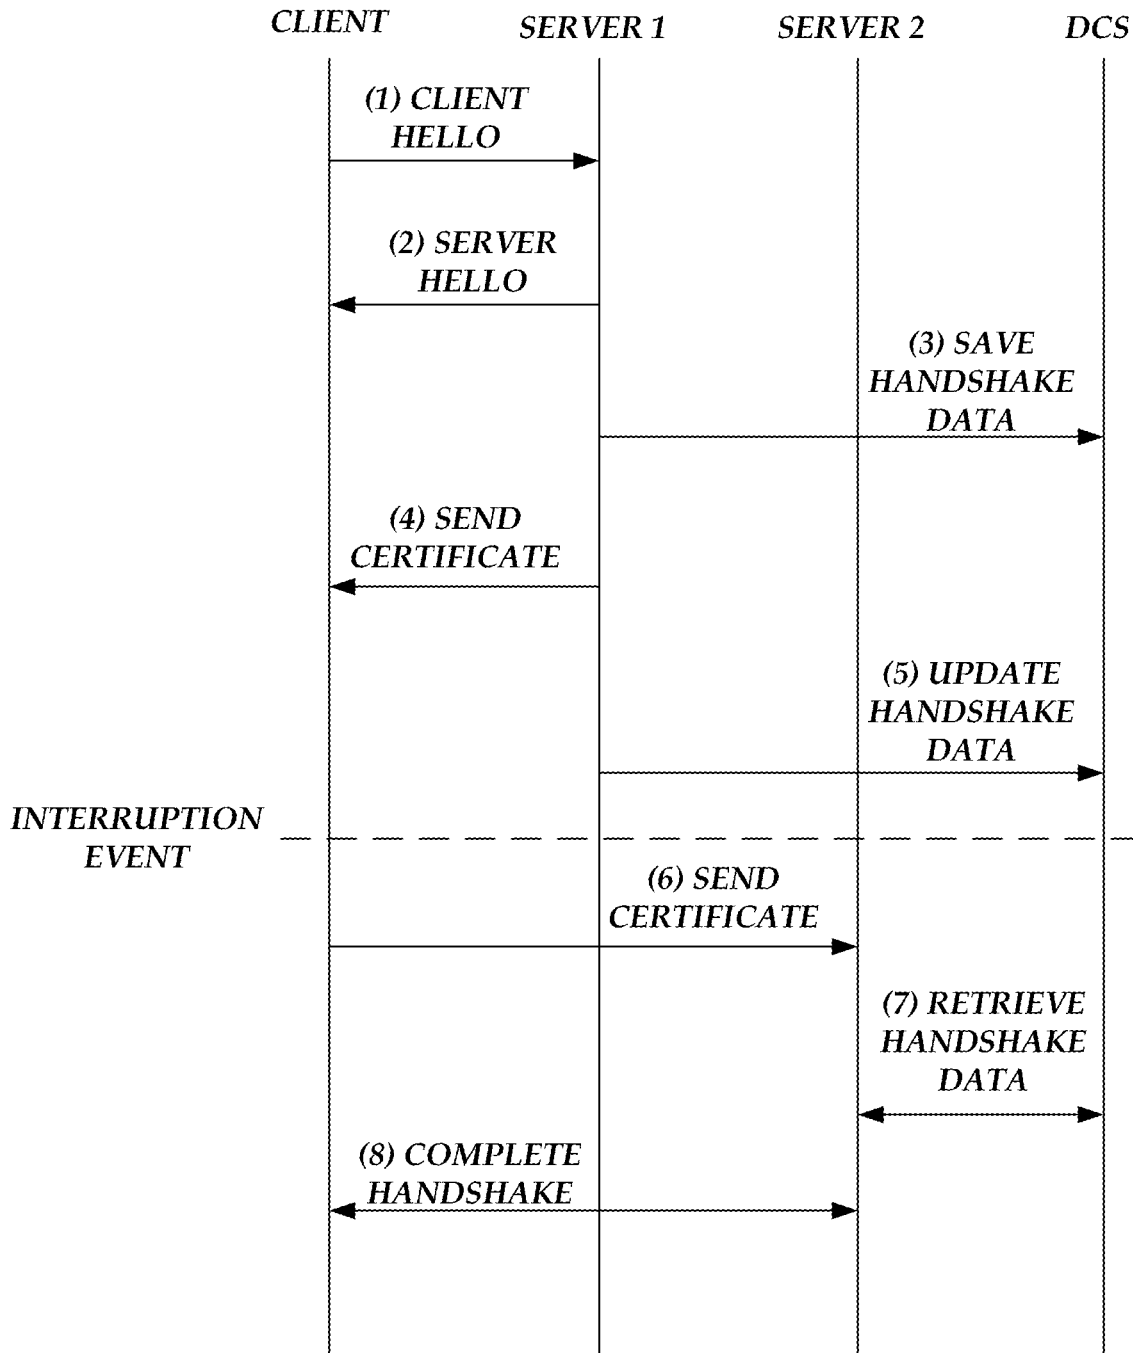 CLIENT
SERVER 1
SERVER 2
DCS
(1) CLIENT
HELLO
(2) SERVER
HELLO
(3) SAVE
HANDSHAKE
DATA
(4) SEND
CERTIFICATE
(5) UPDATE
HANDSHAKE
DATA
INTERRUPTION
EVENT
(6) SEND
CERTIFICATE
(7) RETRIEVE
HANDSHAKE
DATA
(8) COMPLETE
HANDSHAKE